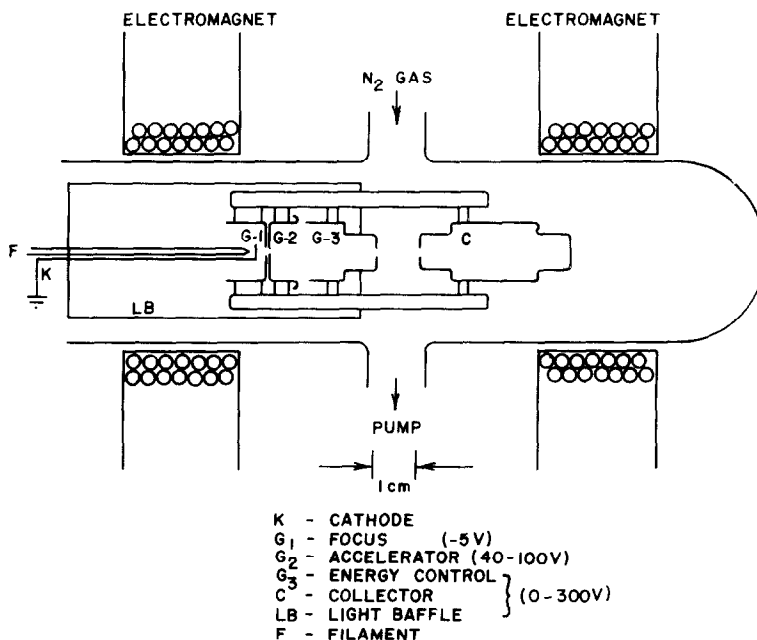 ELECTROMAGNET
ELECTROMAGNET
N2 GAS
G-1
G-2
G-3
C
F
K
LB
PUMP
1cm
K - CATHODE
G1 - FOCUS (-5V)
G2 - ACCELERATOR (40-100V)
G3 - ENERGY CONTROL
C - COLLECTOR
(0-300V)
LB - LIGHT BAFFLE
F - FILAMENT